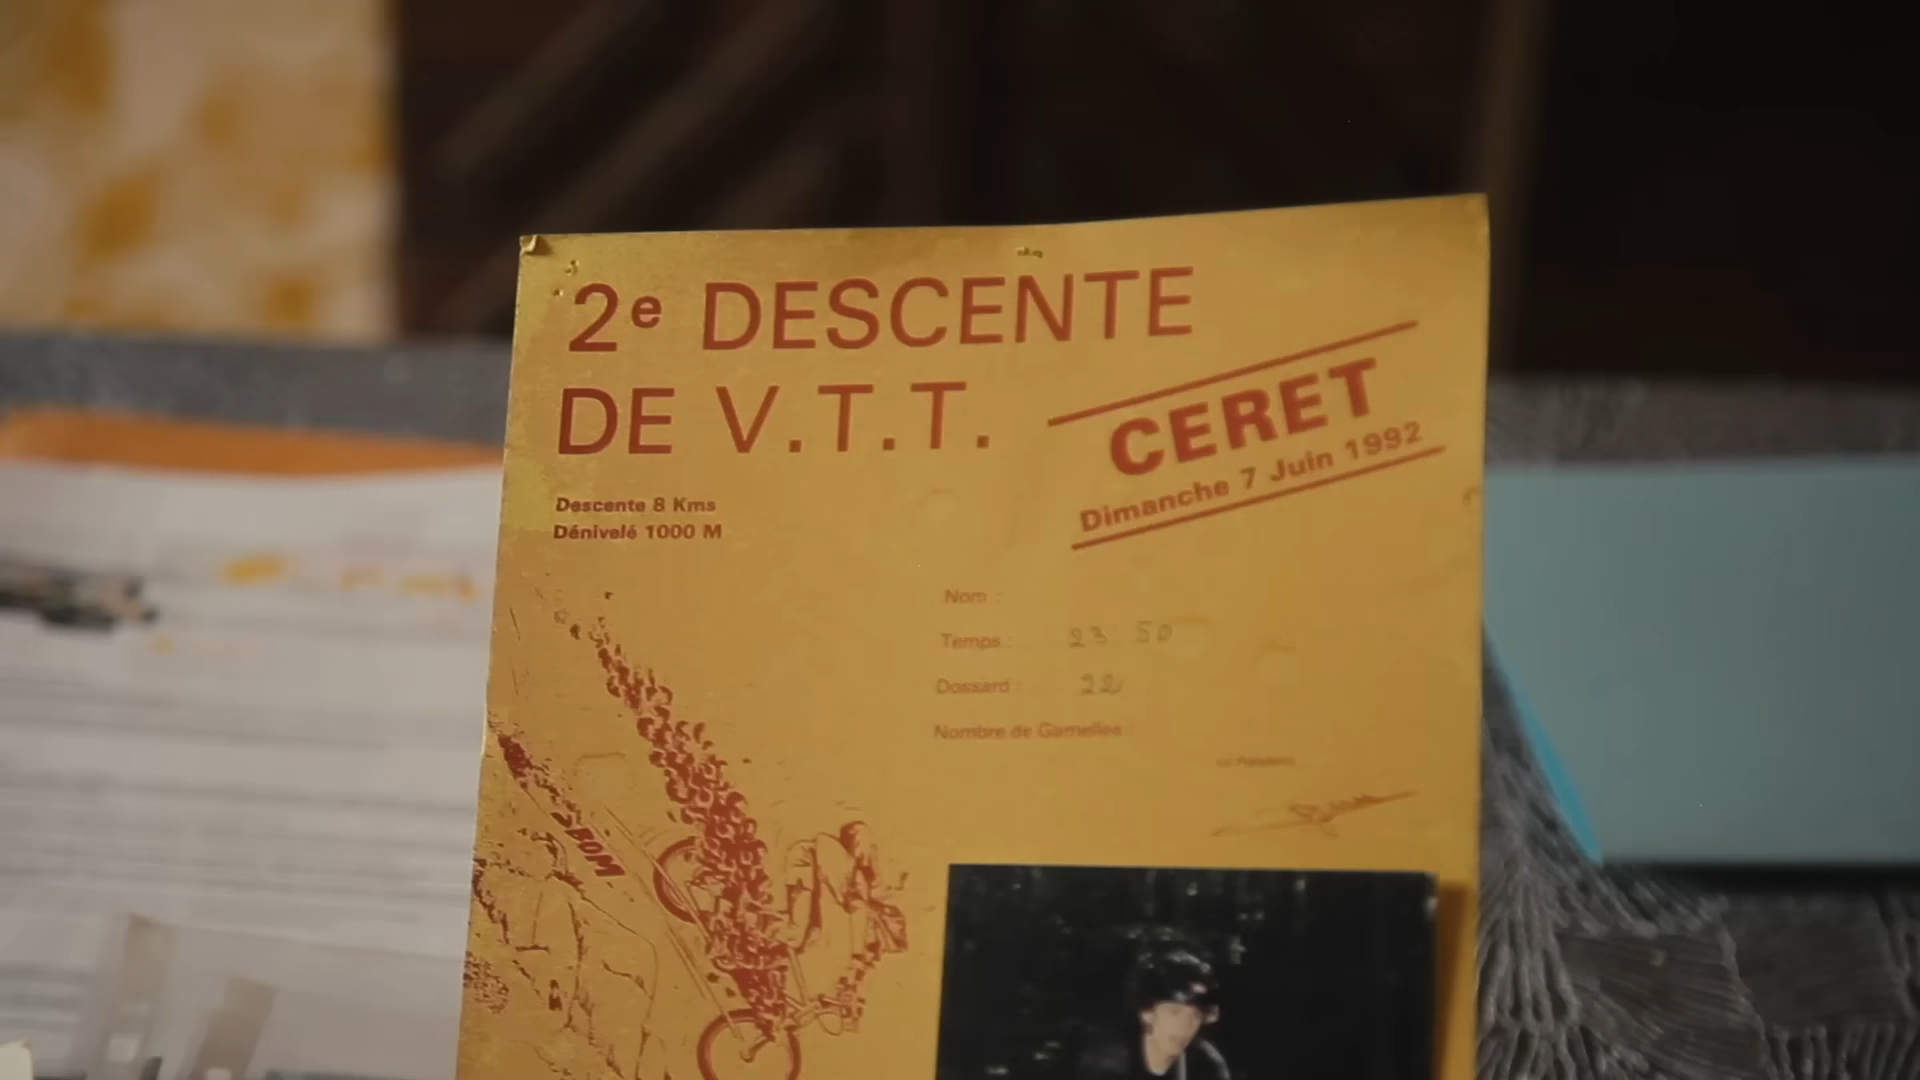 2e DESCENTE
DE V.T.T.
CERET
Dimanche 7 Juin 1992
Descente 8 Kms
Dénivelé 1000 M
Nom :
Temps : 23 50
Dossard : 22
Nombre de Gamelles :